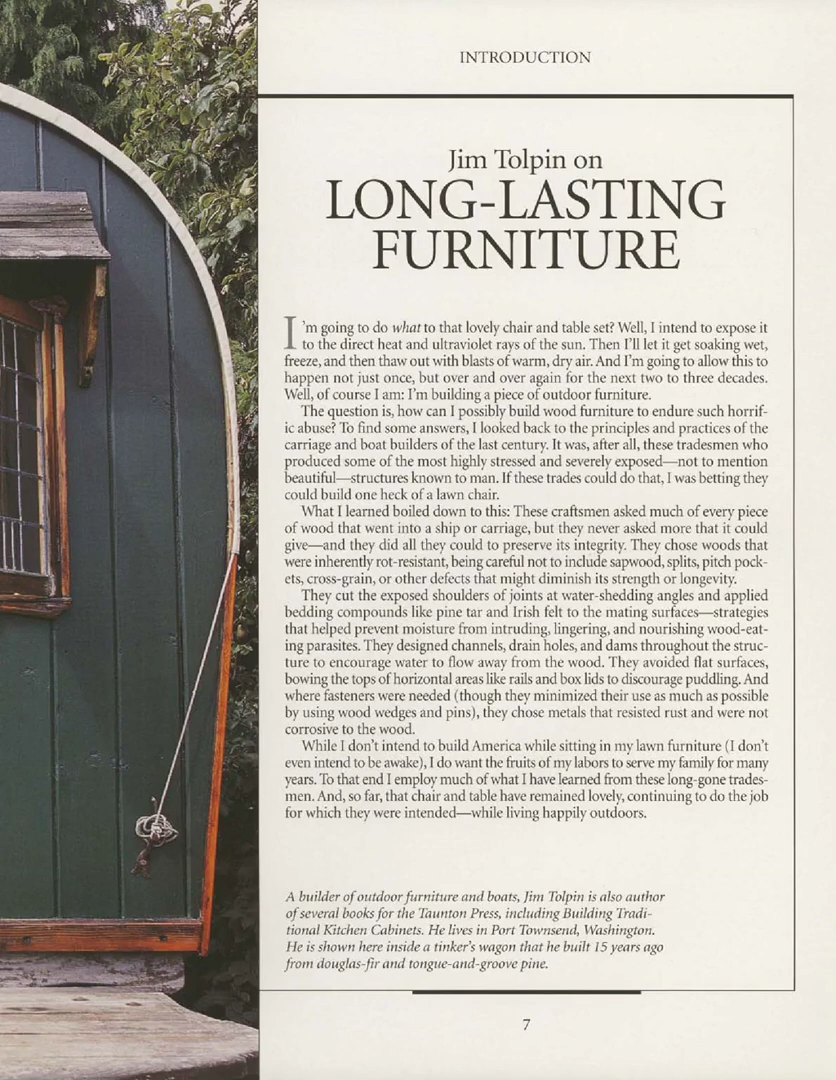 INTRODUCTION
Jim Tolpin on
LONG-LASTING
FURNITURE
I'm going to do what to that lovely chair and table set? Well, I intend to expose it
to the direct heat and ultraviolet rays of the sun. Then I'll let it get soaking wet,
freeze, and then thaw out with blasts of warm, dry air. And I'm going to allow this to
happen not just once, but over and over again for the next two to three decades.
Well, of course I am: I'm building a piece of outdoor furniture.
The question is, how can I possibly build wood furniture to endure such horrif-
ic abuse? To find some answers, I looked back to the principles and practices of the
carriage and boat builders of the last century. It was, after all, these tradesmen who
produced some of the most highly stressed and severely exposed—not to mention
beautiful—structures known to man. If these trades could do that, I was betting they
could build one heck of a lawn chair.
What I learned boiled down to this: These craftsmen asked much of every piece
of wood that went into a ship or carriage, but they never asked more that it could
give—and they did all they could to preserve its integrity. They chose woods that
were inherently rot-resistant, being careful not to include sapwood, splits, pitch pock-
ets, cross-grain, or other defects that might diminish its strength or longevity.
They cut the exposed shoulders of joints at water-shedding angles and applied
bedding compounds like pine tar and Irish felt to the mating surfaces—strategies
that helped prevent moisture from intruding, lingering, and nourishing wood-eat-
ing parasites. They designed channels, drain holes, and dams throughout the struc-
ture to encourage water to flow away from the wood. They avoided flat surfaces,
bowing the tops of horizontal areas like rails and box lids to discourage puddling. And
where fasteners were needed (though they minimized their use as much as possible
by using wood wedges and pins), they chose metals that resisted rust and were not
corrosive to the wood.
While I don't intend to build America while sitting in my lawn furniture (I don't
even intend to be awake), I do want the fruits of my labors to serve my family for many
years. To that end I employ much of what I have learned from these long-gone trades-
men. And, so far, that chair and table have remained lovely, continuing to do the job
for which they were intended—while living happily outdoors.
A builder of outdoor furniture and boats, Jim Tolpin is also author
of several books for the Taunton Press, including Building Tradi-
tional Kitchen Cabinets. He lives in Port Townsend, Washington.
He is shown here inside a tinker's wagon that he built 15 years ago
from douglas-fir and tongue-and-groove pine.
7